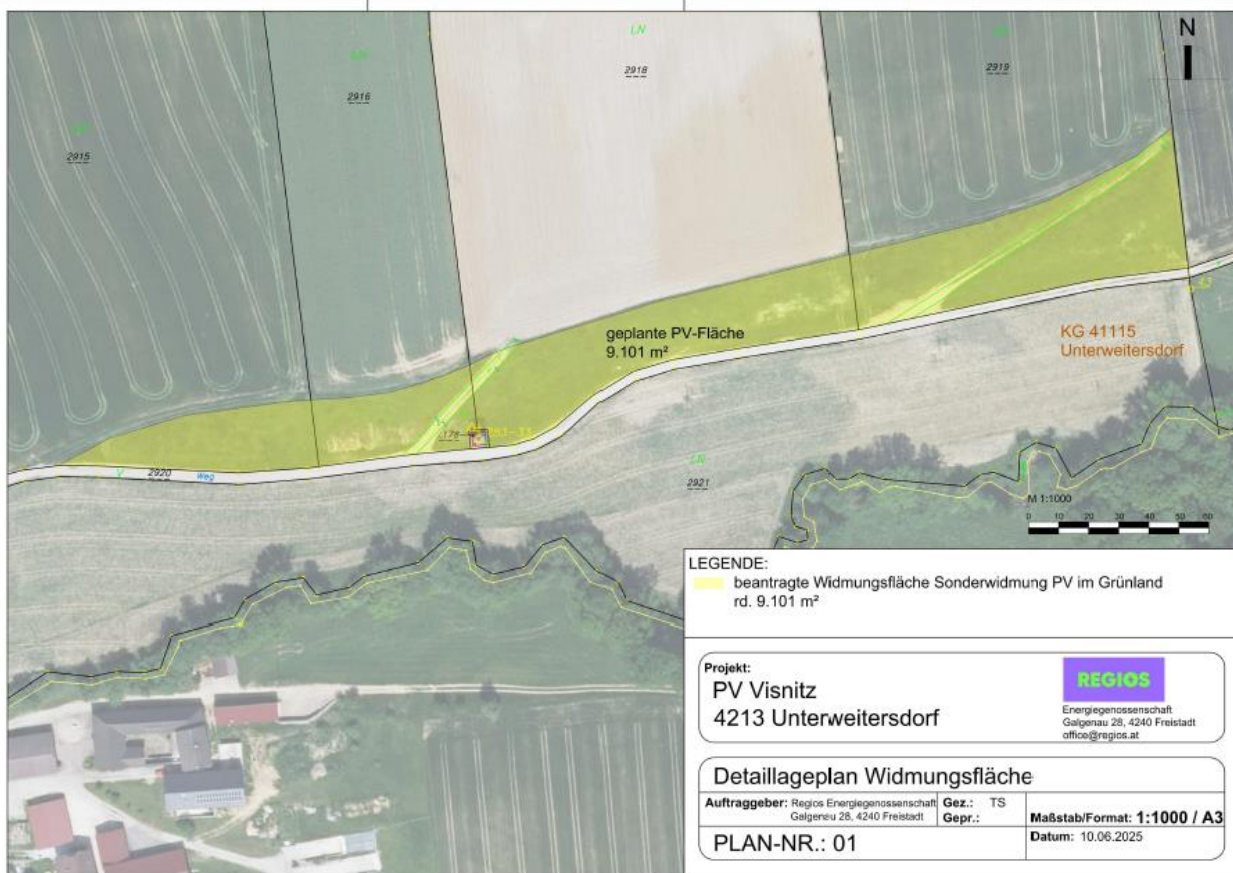 N
LN
2918
2916
2919
2915
geplante PV-Fläche
9.101 m²
KG 41115
Unterweitersdorf
.176
2920
Weg
LN
2921
M 1:1000
0 10 20 30 40 50 60
LEGENDE:
beantragte Widmungsfläche Sonderwidmung PV im Grünland
rd. 9.101 m²
Projekt:
PV Visnitz
4213 Unterweitersdorf
REGIOS
Energiegenossenschaft
Galgenau 28, 4240 Freistadt
office@regios.at
Detaillageplan Widmungsfläche
Auftraggeber: Regios Energiegenossenschaft
Galgenau 28, 4240 Freistadt
Gez.: TS
Gepr.:
Maßstab/Format: 1:1000 / A3
PLAN-NR.: 01
Datum: 10.06.2025